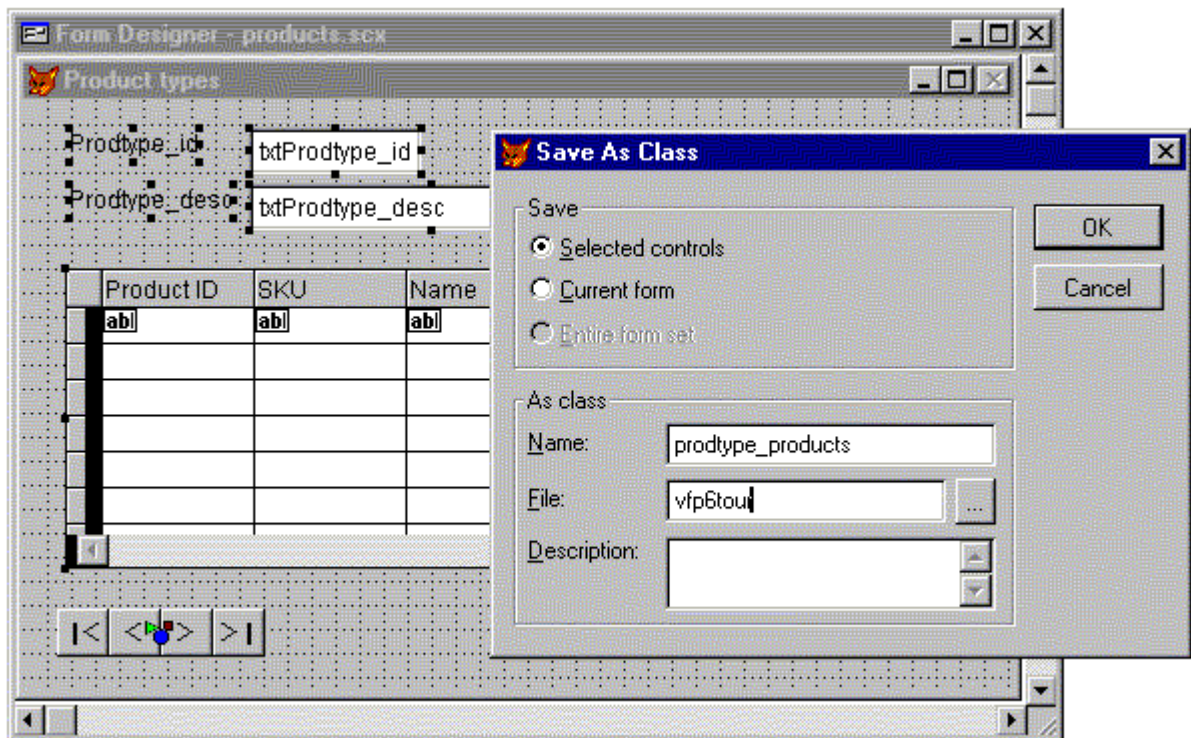 Form Designer - products.scx
Product types
Prodtype_id
txtProdtype_id
Prodtype_desc
txtProdtype_desc
Product ID SKU Name
abl abl abl
|< < > >|
Save As Class
Save
Selected controls
Current form
Entire form set
OK
Cancel
As class
Name: prodtype_products
File: vfp6tour
...
Description: